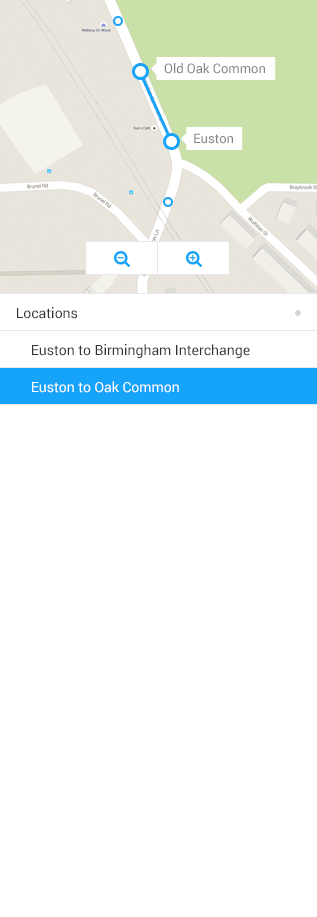 Walking On Wood
Old Oak Common
Sue's Café
Euston
Brunel Rd
Brunel Rd
Braybrook St
Wulfstan St
Locations
Euston to Birmingham Interchange
Euston to Oak Common